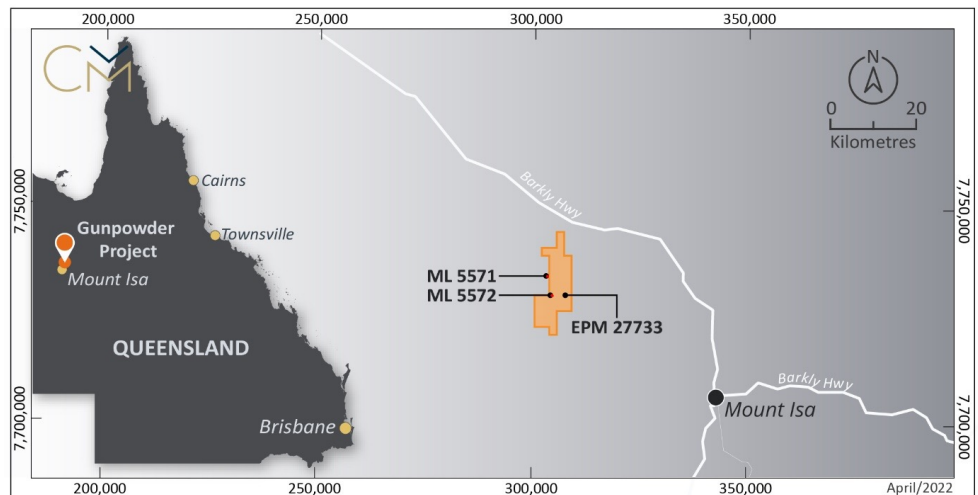 200,000 250,000 300,000 350,000
CM
N
0 20
Kilometres
Cairns
Barkly Hwy
7,750,000
7,750,000
Gunpowder
Project
Townsville
Mount Isa
ML 5571
ML 5572
EPM 27733
QUEENSLAND
Barkly Hwy
Mount Isa
Brisbane
7,700,000
7,700,000
200,000 250,000 300,000 350,000
April/2022